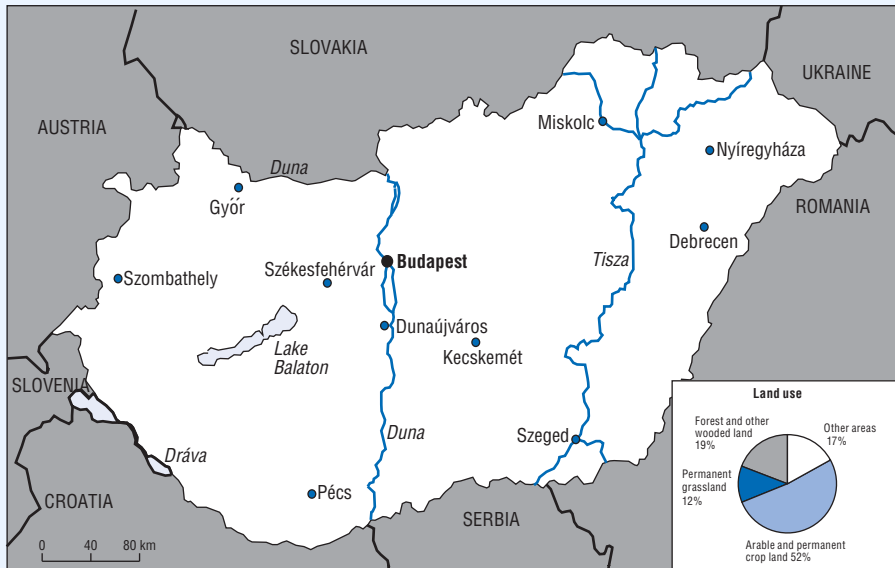 SLOVAKIA
UKRAINE
AUSTRIA
Miskolc
Nyíregyháza
Duna
Győr
ROMANIA
Debrecen
Budapest
Tisza
Szombathely
Székesfehérvár
Dunaújváros
Lake
Balaton
Kecskemét
SLOVENIA
Land use
Forest and other
wooded land
19%
Other areas
17%
Duna
Szeged
Dráva
Permanent
grassland
12%
Pécs
CROATIA
SERBIA
Arable and permanent
crop land 52%
0 40 80 km